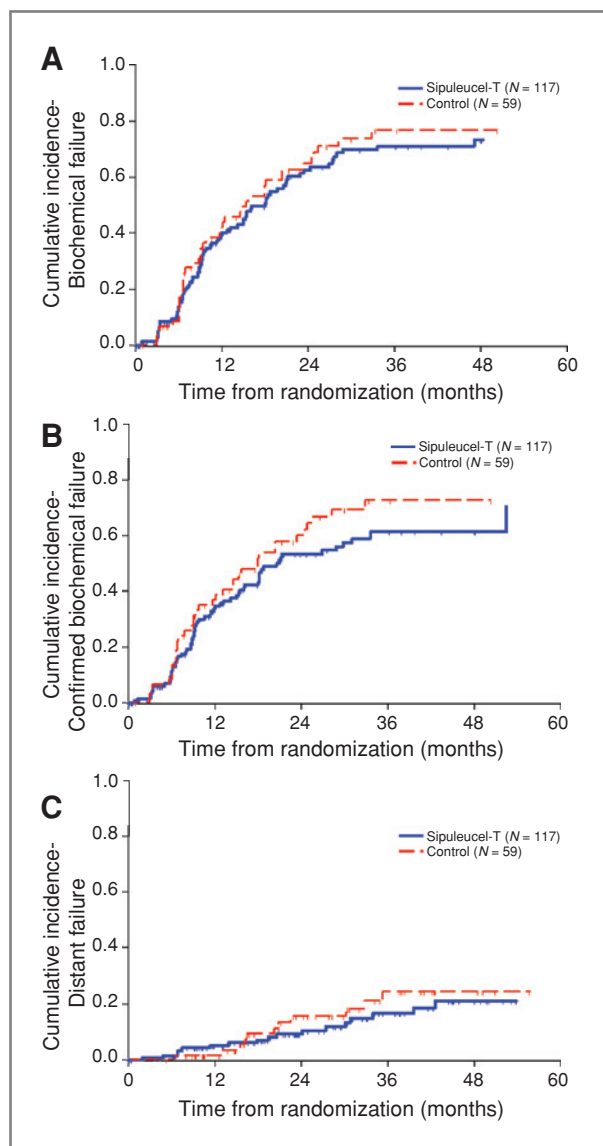 A
Cumulative incidence-
Biochemical failure
1.0
0.8
0.6
0.4
0.2
0.0
Sipuleucel-T (N = 117)
Control (N = 59)
0 12 24 36 48 60
Time from randomization (months)
B
Cumulative incidence-
Confirmed biochemical failure
1.0
0.8
0.6
0.4
0.2
0.0
Sipuleucel-T (N = 117)
Control (N = 59)
0 12 24 36 48 60
Time from randomization (months)
C
Cumulative incidence-
Distant failure
1.0
0.8
0.6
0.4
0.2
0.0
Sipuleucel-T (N = 117)
Control (N = 59)
0 12 24 36 48 60
Time from randomization (months)